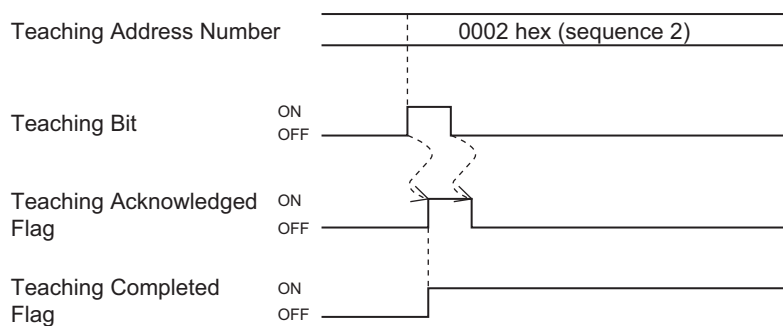 Teaching Address Number
0002 hex (sequence 2)
Teaching Bit
ON
OFF
Teaching Acknowledged
Flag
ON
OFF
Teaching Completed
Flag
ON
OFF